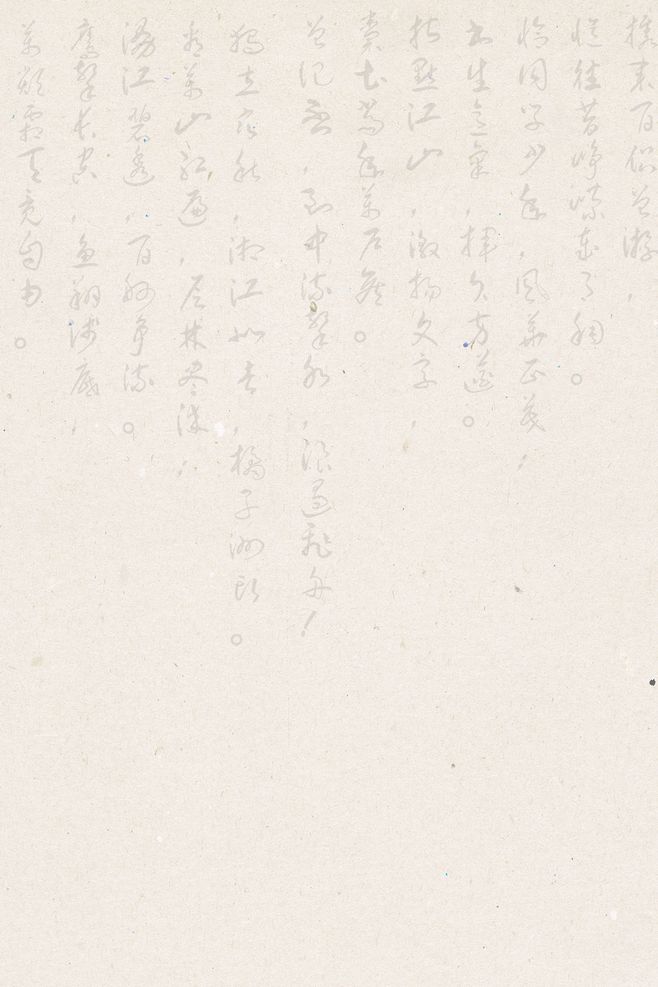 携来百侣曾游，
忆往昔峥嵘岁月稠。
恰同学少年，风华正茂；
书生意气，挥斥方遒。
指点江山，激扬文字，
粪土当年万户侯。
曾记否，到中流击水，浪遏飞舟！
独立寒秋，湘江北去，橘子洲头。
看万山红遍，层林尽染；
漫江碧透，百舸争流。
鹰击长空，鱼翔浅底，
万类霜天竞自由。